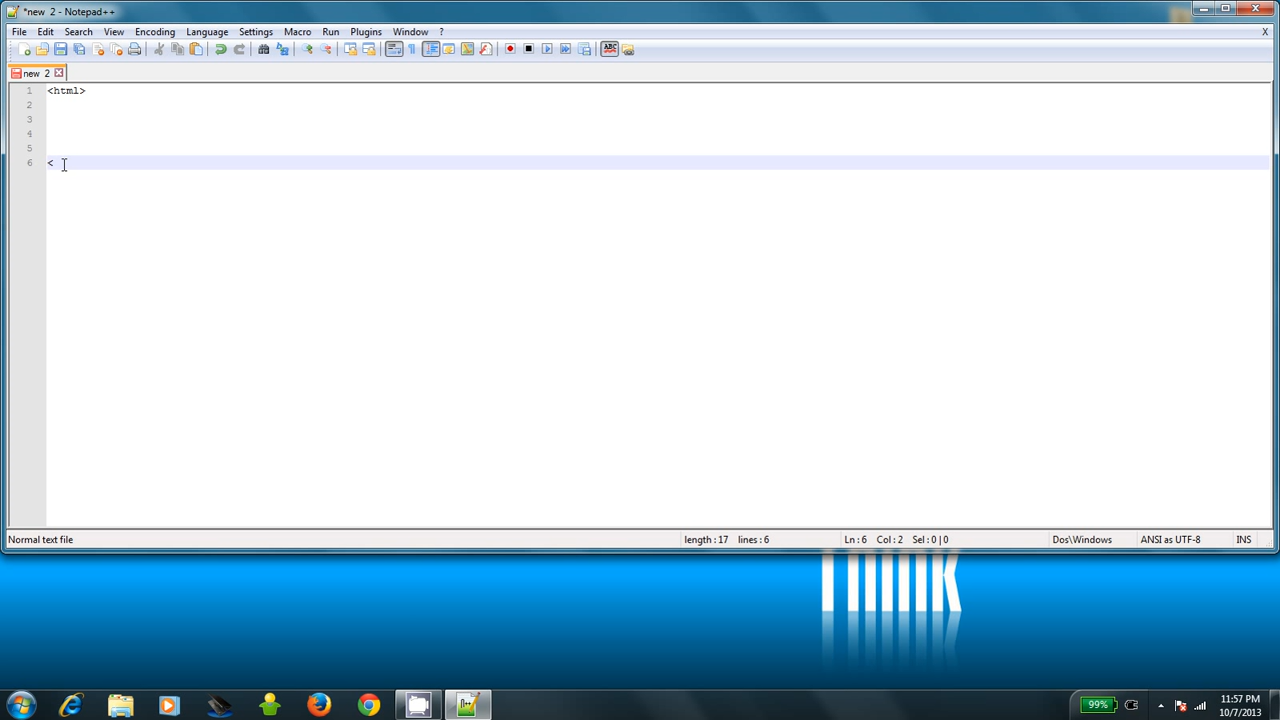 *new 2 - Notepad++
File Edit Search View Encoding Language Settings Macro Run Plugins Window ? X
new 2
1 <html>
2
3
4
5
6 <
Normal text file length : 17 lines : 6 Ln : 6 Col : 2 Sel : 0 | 0 Dos\Windows ANSI as UTF-8 INS
Think
99% 11:57 PM
10/7/2013